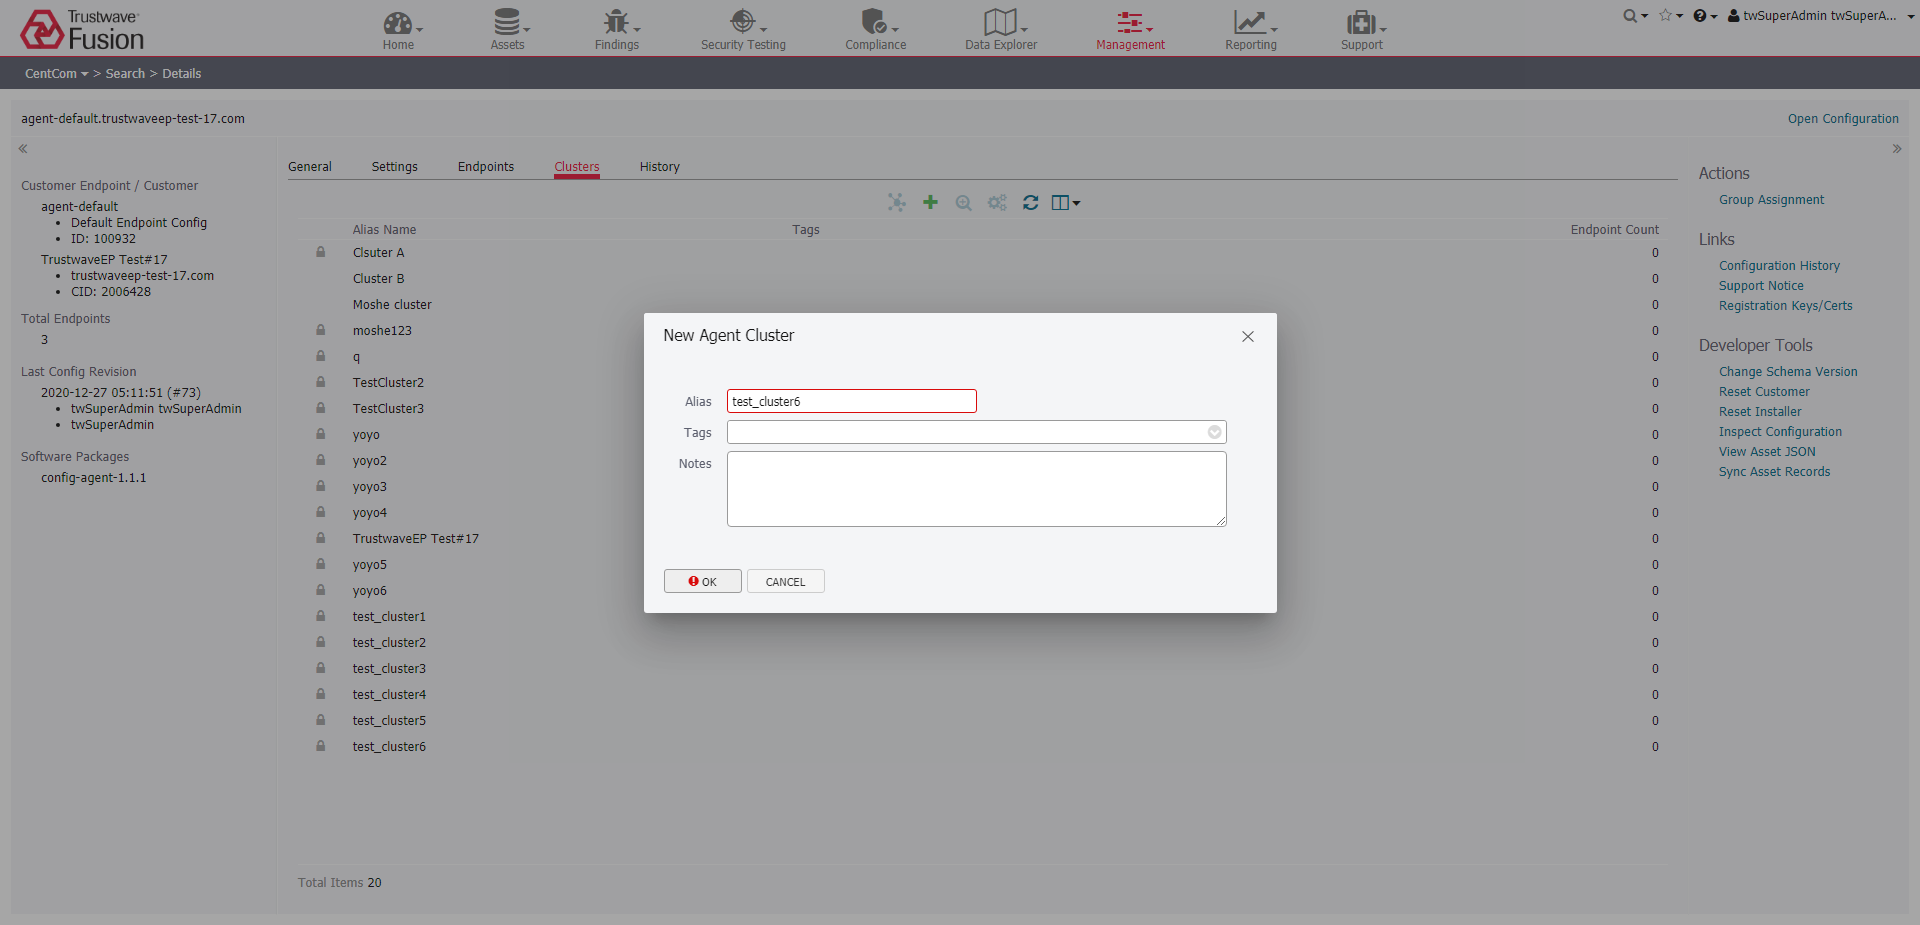 Trustwave®
Fusion
Home
Assets
Findings
Security Testing
Compliance
Data Explorer
Management
Reporting
Support
twSuperAdmin twSuperA...
CentCom > Search > Details
agent-default.trustwaveep-test-17.com
Open Configuration
«
»
Customer Endpoint / Customer
agent-default
• Default Endpoint Config
• ID: 100932
TrustwaveEP Test#17
• trustwaveep-test-17.com
• CID: 2006428
Total Endpoints
3
Last Config Revision
2020-12-27 05:11:51 (#73)
• twSuperAdmin twSuperAdmin
• twSuperAdmin
Software Packages
config-agent-1.1.1
General Settings Endpoints Clusters History
Alias Name Tags Endpoint Count
Clsuter A 0
Cluster B 0
Moshe cluster 0
moshe123 0
q 0
TestCluster2 0
TestCluster3 0
yoyo 0
yoyo2 0
yoyo3 0
yoyo4 0
TrustwaveEP Test#17 0
yoyo5 0
yoyo6 0
test_cluster1 0
test_cluster2 0
test_cluster3 0
test_cluster4 0
test_cluster5 0
test_cluster6 0
Total Items 20
New Agent Cluster
Alias test_cluster6
Tags
Notes
OK
CANCEL
Actions
Group Assignment
Links
Configuration History
Support Notice
Registration Keys/Certs
Developer Tools
Change Schema Version
Reset Customer
Reset Installer
Inspect Configuration
View Asset JSON
Sync Asset Records